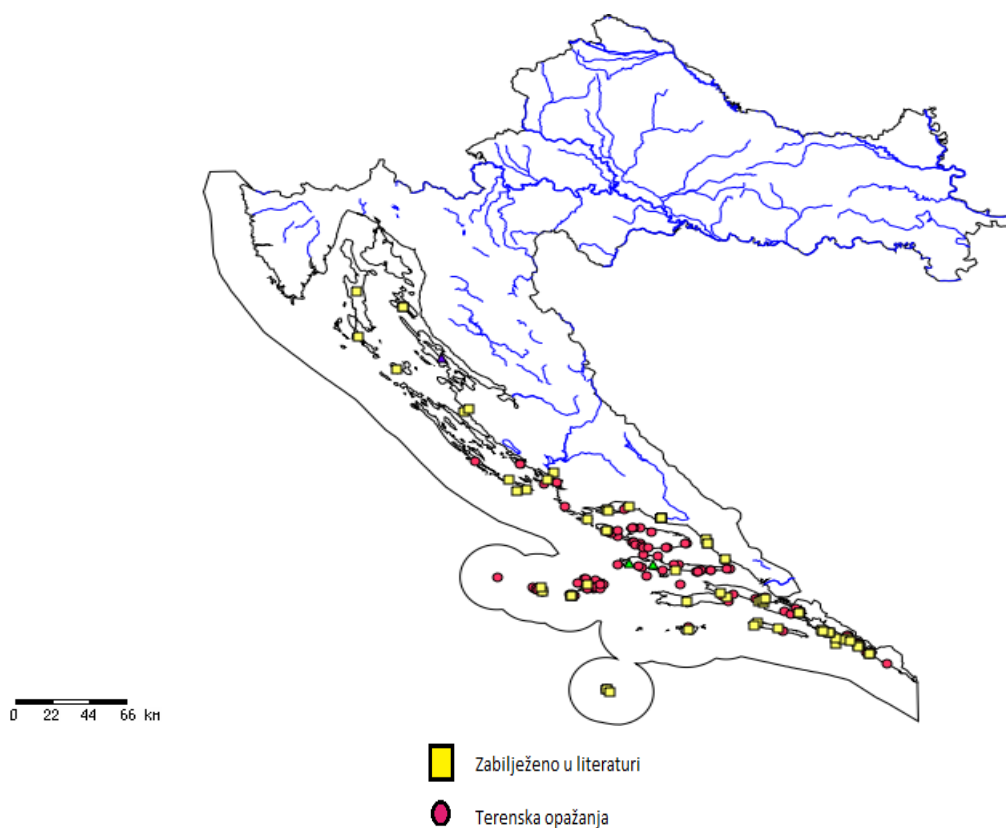 0 22 44 66 км
Zabilježeno u literaturi
Terenska opažanja